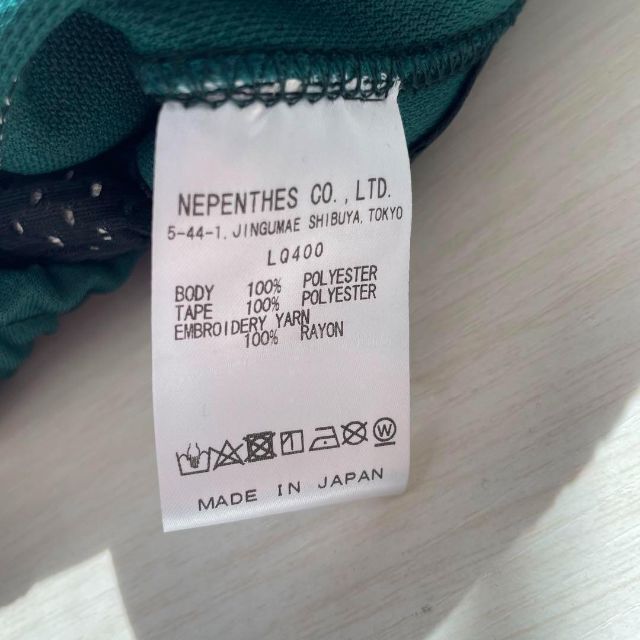 NEPENTHES CO., LTD.
5-44-1, JINGUMAE SHIBUYA, TOKYO
LQ400
BODY 100% POLYESTER
TAPE 100% POLYESTER
EMBROIDERY YARN
100% RAYON
W
MADE IN JAPAN